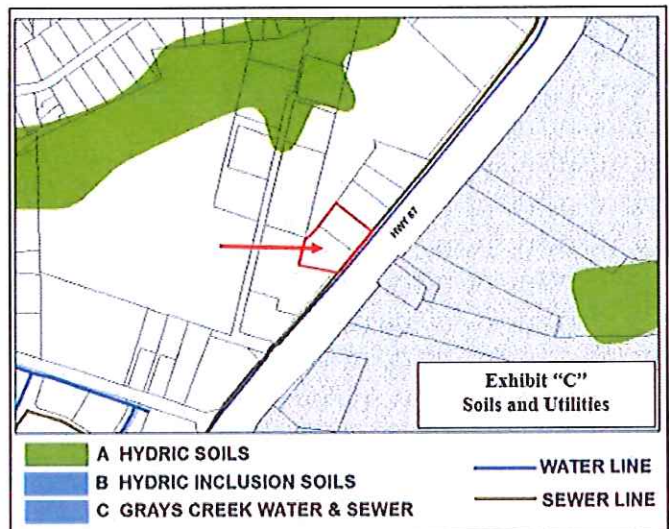 HWY 87
Exhibit “C”
Soils and Utilities
A HYDRIC SOILS
B HYDRIC INCLUSION SOILS
C GRAYS CREEK WATER & SEWER
WATER LINE
SEWER LINE